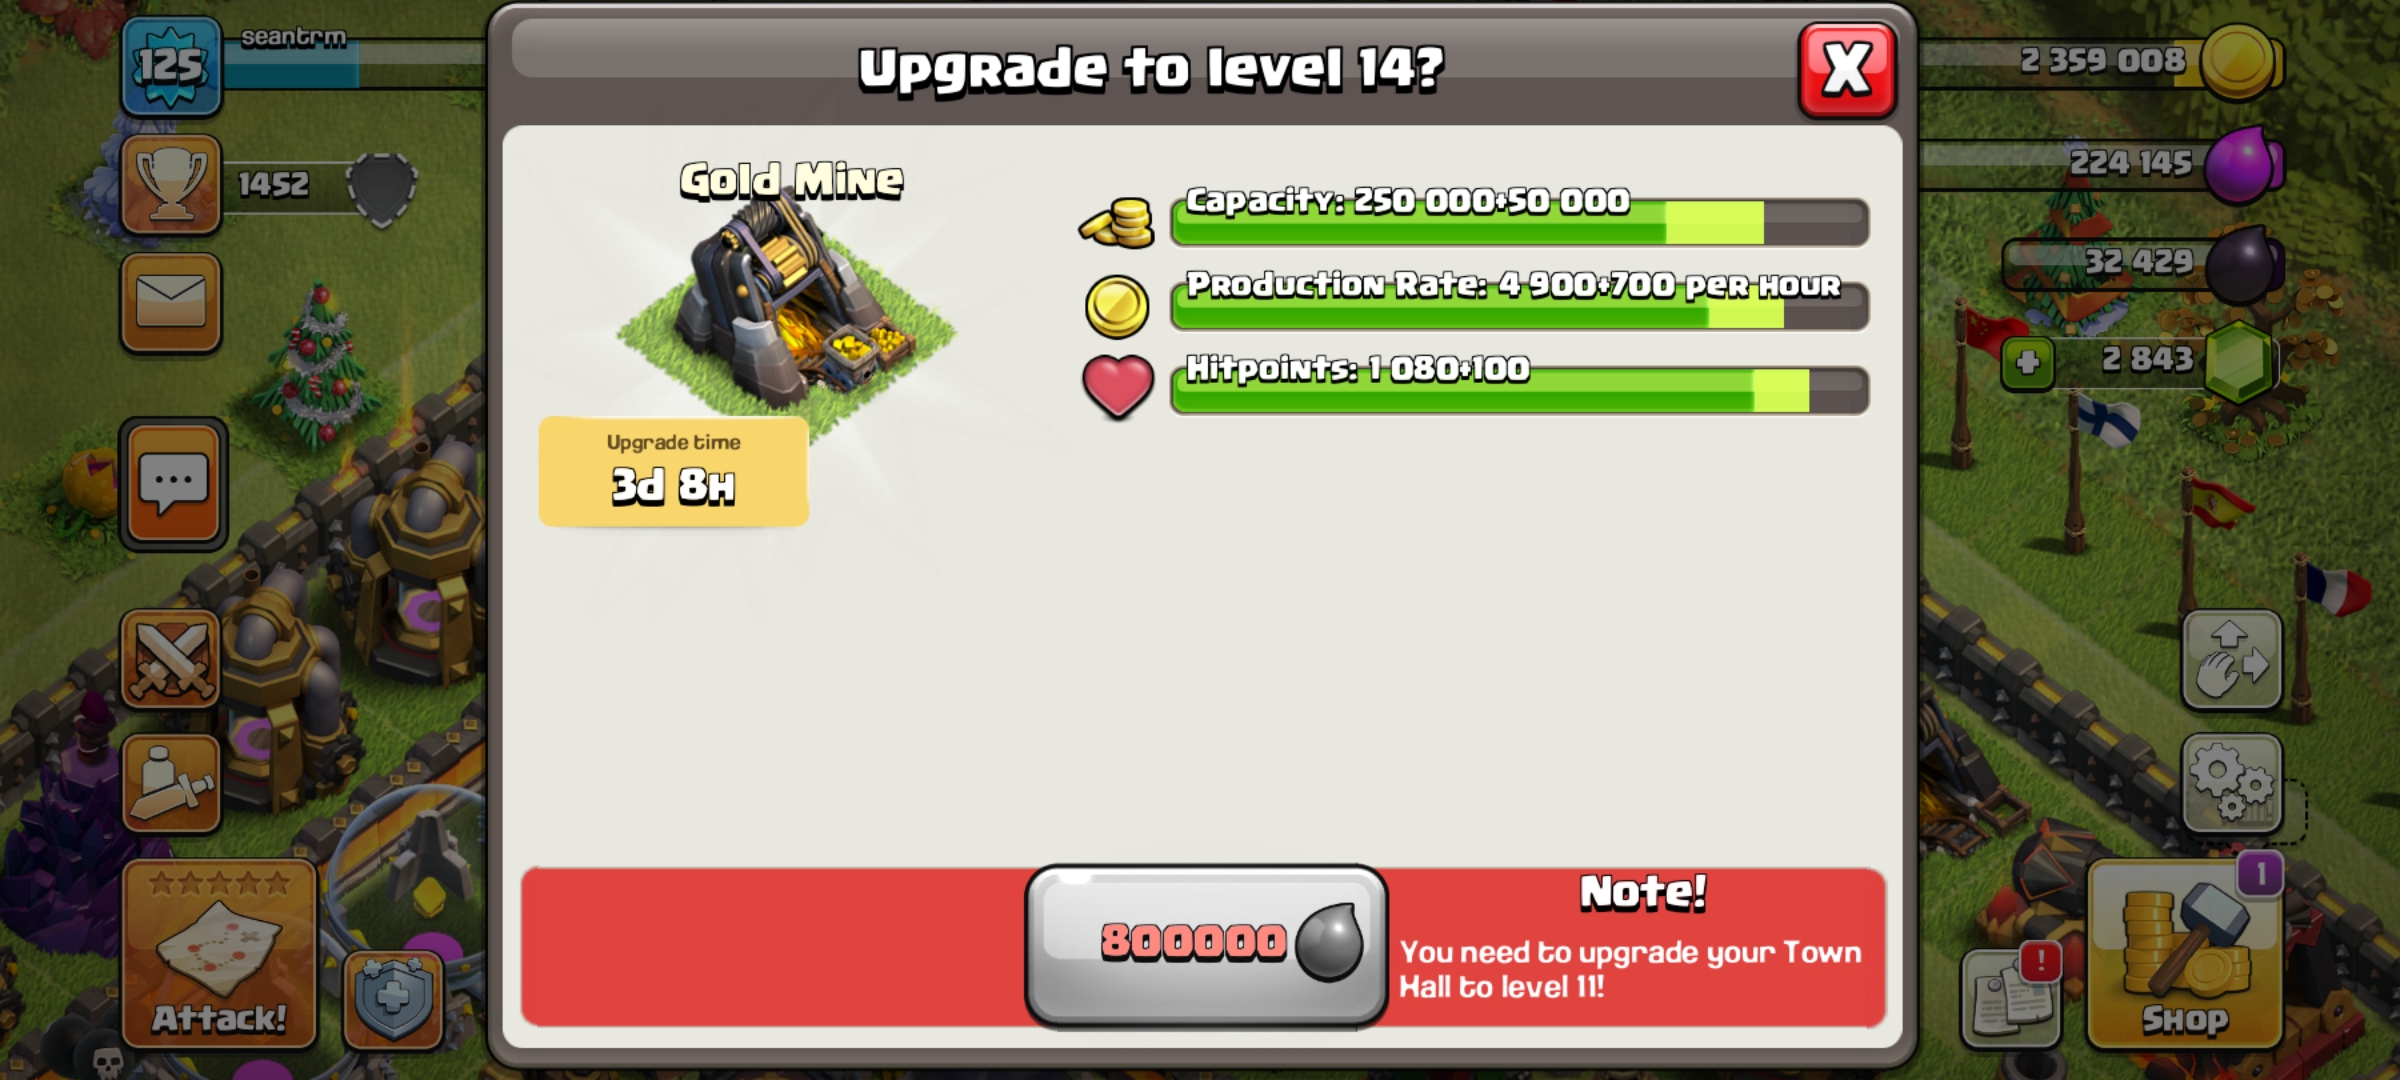 125
seantrm
Upgrade to level 14?
X
2 359 008
1452
Gold Mine
Capacity: 250 000+50 000
224 145
Production Rate: 4 900+700 per hour
32 429
Hitpoints: 1 080+100
2 843
Upgrade time
3d 8h
800000
Note!
You need to upgrade your Town
Hall to level 11!
1
!
Attack!
Shop